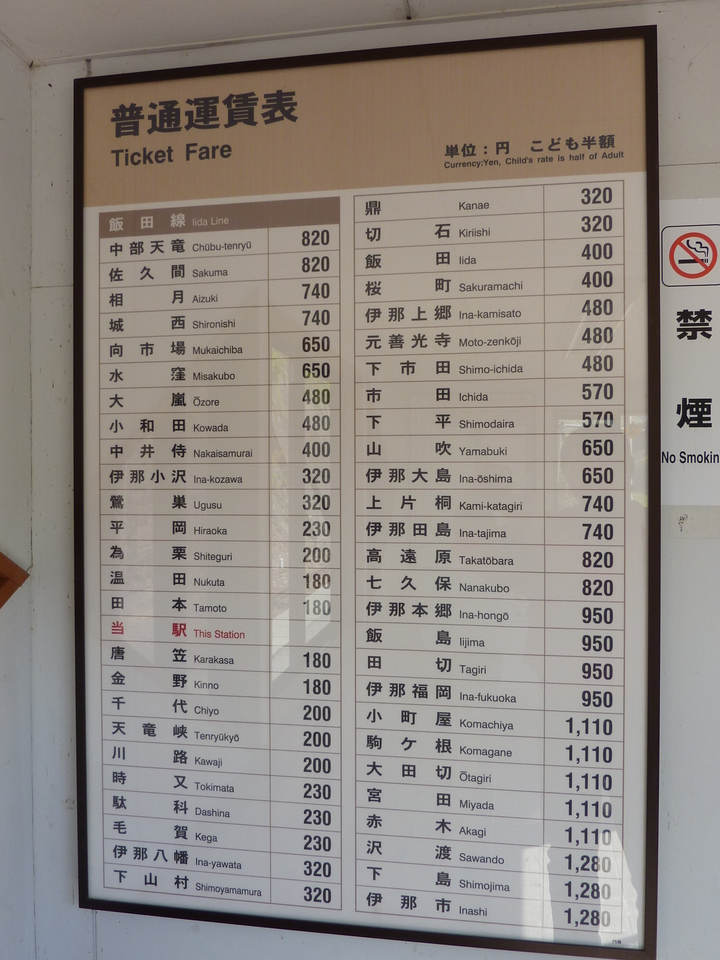 普通運賃表
Ticket Fare
単位：円　こども半額
Currency:Yen, Child's rate is half of Adult
飯田線 Iida Line
中部天竜 Chūbu-tenryū 820
佐久間 Sakuma 820
相月 Aizuki 740
城西 Shironishi 740
向市場 Mukaichiba 650
水窪 Misakubo 650
大嵐 Ōzore 480
小和田 Kowada 480
中井侍 Nakaisamurai 400
伊那小沢 Ina-kozawa 320
鶯巣 Ugusu 320
平岡 Hiraoka 230
為栗 Shiteguri 200
温田 Nukuta 180
田本 Tamoto 180
当駅 This Station
唐笠 Karakasa 180
金野 Kinno 180
千代 Chiyo 200
天竜峡 Tenryūkyō 200
川路 Kawaji 200
時又 Tokimata 230
駄科 Dashina 230
毛賀 Kega 230
伊那八幡 Ina-yawata 320
下山村 Shimoyamamura 320
鼎 Kanae 320
切石 Kiriishi 320
飯田 Iida 400
桜町 Sakuramachi 400
伊那上郷 Ina-kamisato 480
元善光寺 Moto-zenkōji 480
下市田 Shimo-ichida 480
市田 Ichida 570
下平 Shimodaira 570
山吹 Yamabuki 650
伊那大島 Ina-ōshima 650
上片桐 Kami-katagiri 740
伊那田島 Ina-tajima 740
高遠原 Takatōbara 820
七久保 Nanakubo 820
伊那本郷 Ina-hongō 950
飯島 Iijima 950
田切 Tagiri 950
伊那福岡 Ina-fukuoka 950
小町屋 Komachiya 1,110
駒ケ根 Komagane 1,110
大田切 Ōtagiri 1,110
宮田 Miyada 1,110
赤木 Akagi 1,110
沢渡 Sawando 1,280
下島 Shimojima 1,280
伊那市 Inashi 1,280
禁
煙
No Smokin